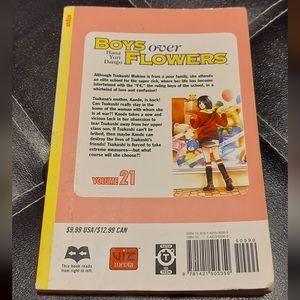 BOYS over
Hana
Yori
Dango
FLOWERS
Although Tsukushi Makino is from a poor family, she attends
an elite school for the super rich, where her life has become
intertwined with the "F4," the ruling boys of the school, in a
whirlwind of love and confusion!
Tsukasa's mother, Kaede, is back!
Can Tsukushi really stay in the
home of the woman with whom she
is at war?! Kaede takes a new and
vicious tack in her obsession to
tear Tsukushi away from her upper
class son. If Tsukushi can't be
bribed, then maybe Kaede can
destroy the lives of Tsukushi's
friends! Tsukushi is forced to take
extreme measures—but what
course will she choose?!
VOLUME 21
$9.99 USA/$12.99 CAN
This book reads
from right to left.
VIZ
media
T